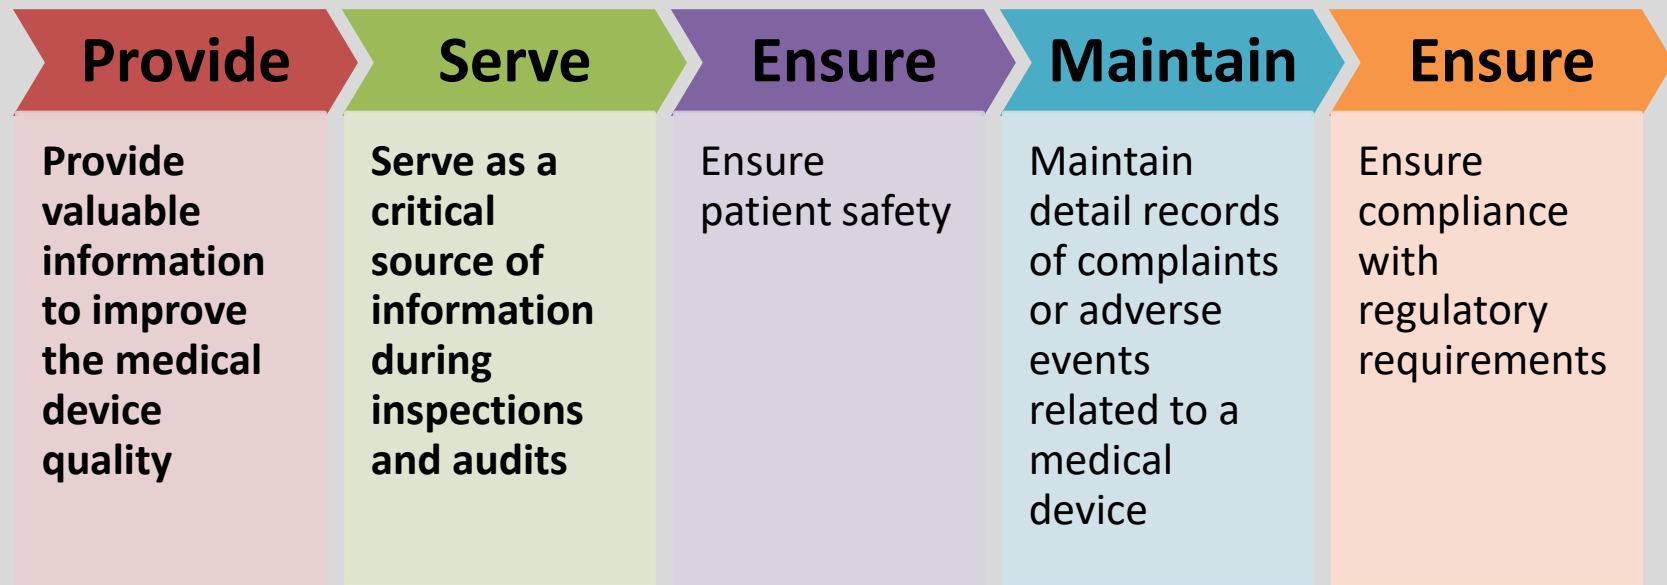 Provide
Provide
valuable
information
to improve
the medical
device
quality
Serve
Serve as a
critical
source of
information
during
inspections
and audits
Ensure
Ensure
patient safety
Maintain
Maintain
detail records
of complaints
or adverse
events
related to a
medical
device
Ensure
Ensure
compliance
with
regulatory
requirements